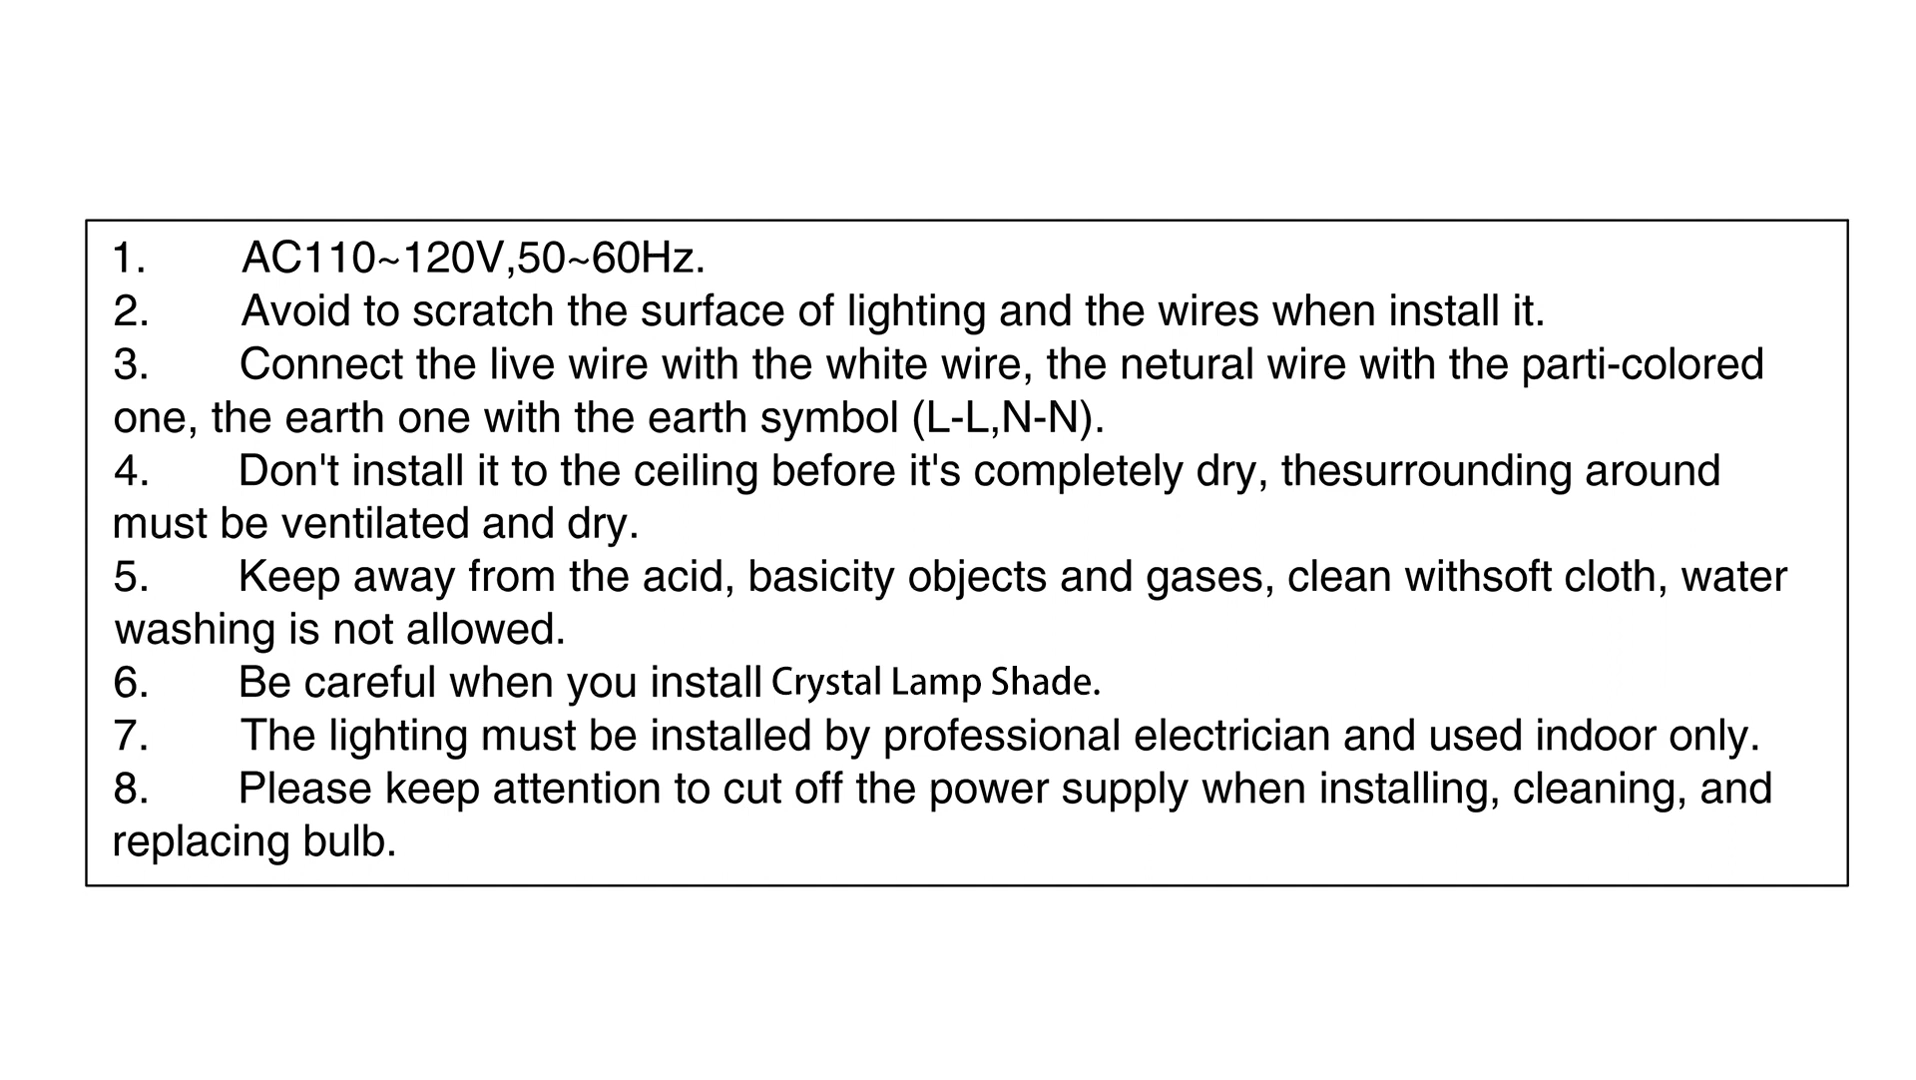 1. AC110~120V,50~60Hz.
2. Avoid to scratch the surface of lighting and the wires when install it.
3. Connect the live wire with the white wire, the netural wire with the parti-colored
one, the earth one with the earth symbol (L-L,N-N).
4. Don't install it to the ceiling before it's completely dry, thesurrounding around
must be ventilated and dry.
5. Keep away from the acid, basicity objects and gases, clean withsoft cloth, water
washing is not allowed.
6. Be careful when you install Crystal Lamp Shade.
7. The lighting must be installed by professional electrician and used indoor only.
8. Please keep attention to cut off the power supply when installing, cleaning, and
replacing bulb.